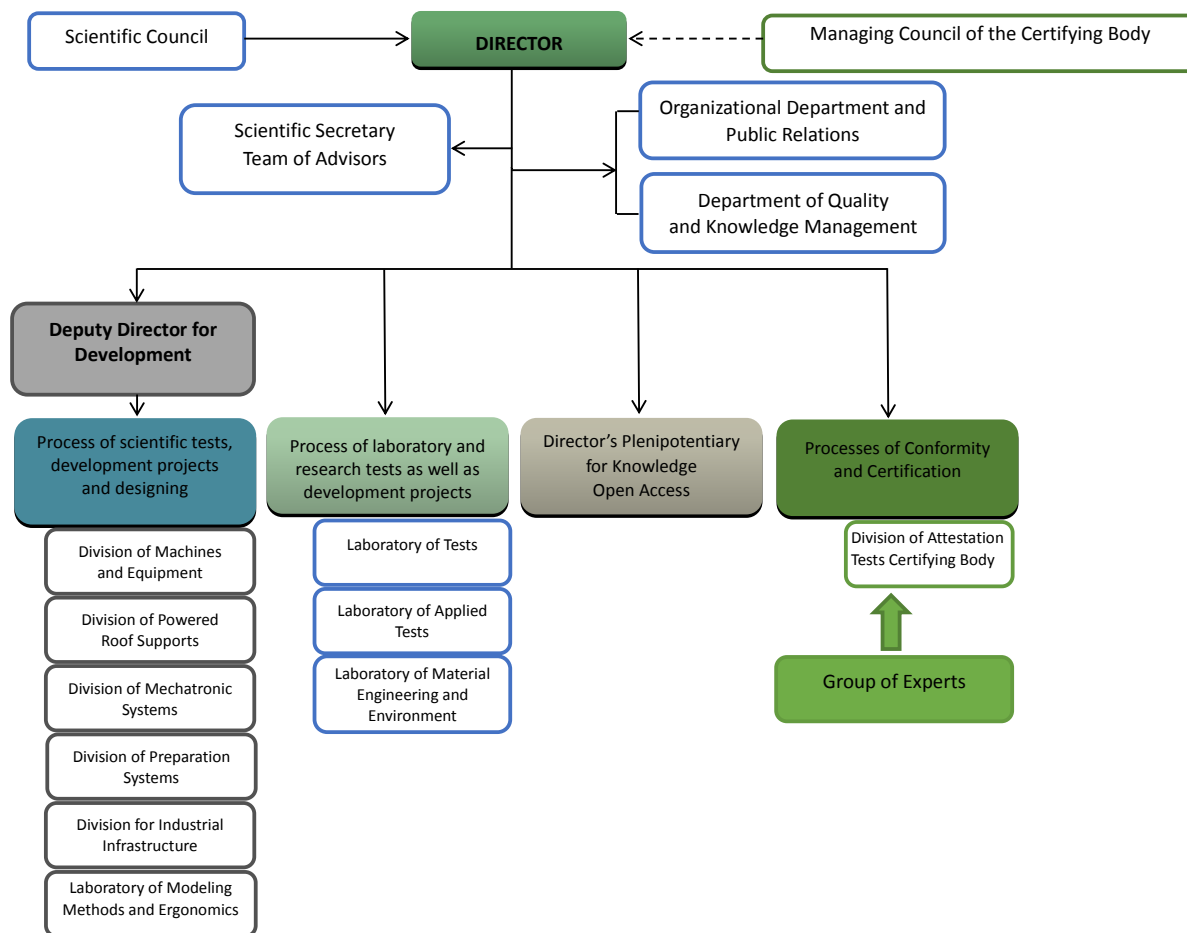 Scientific Council
DIRECTOR
Managing Council of the Certifying Body
Scientific Secretary
Team of Advisors
Organizational Department and
Public Relations
Department of Quality
and Knowledge Management
Deputy Director for
Development
Process of scientific tests,
development projects
and designing
Process of laboratory and
research tests as well as
development projects
Director’s Plenipotentiary
for Knowledge
Open Access
Processes of Conformity
and Certification
Division of Machines
and Equipment
Division of Powered
Roof Supports
Division of Mechatronic
Systems
Division of Preparation
Systems
Division for Industrial
Infrastructure
Laboratory of Modeling
Methods and Ergonomics
Laboratory of Tests
Laboratory of Applied
Tests
Laboratory of Material
Engineering and
Environment
Division of Attestation
Tests Certifying Body
Group of Experts